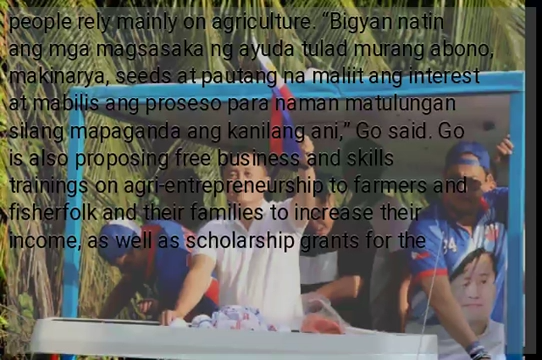 people rely mainly on agriculture. “Bigyan natin
ang mga magsasaka ng ayuda tulad murang abono,
makinarya, seeds at pautang na maliit ang interest
at mabilis ang proseso para naman matulungan
silang mapaganda ang kanilang ani,” Go said. Go
is also proposing free business and skills
trainings on agri-entrepreneurship to farmers and
fisherfolk and their families to increase their
income, as well as scholarship grants for the